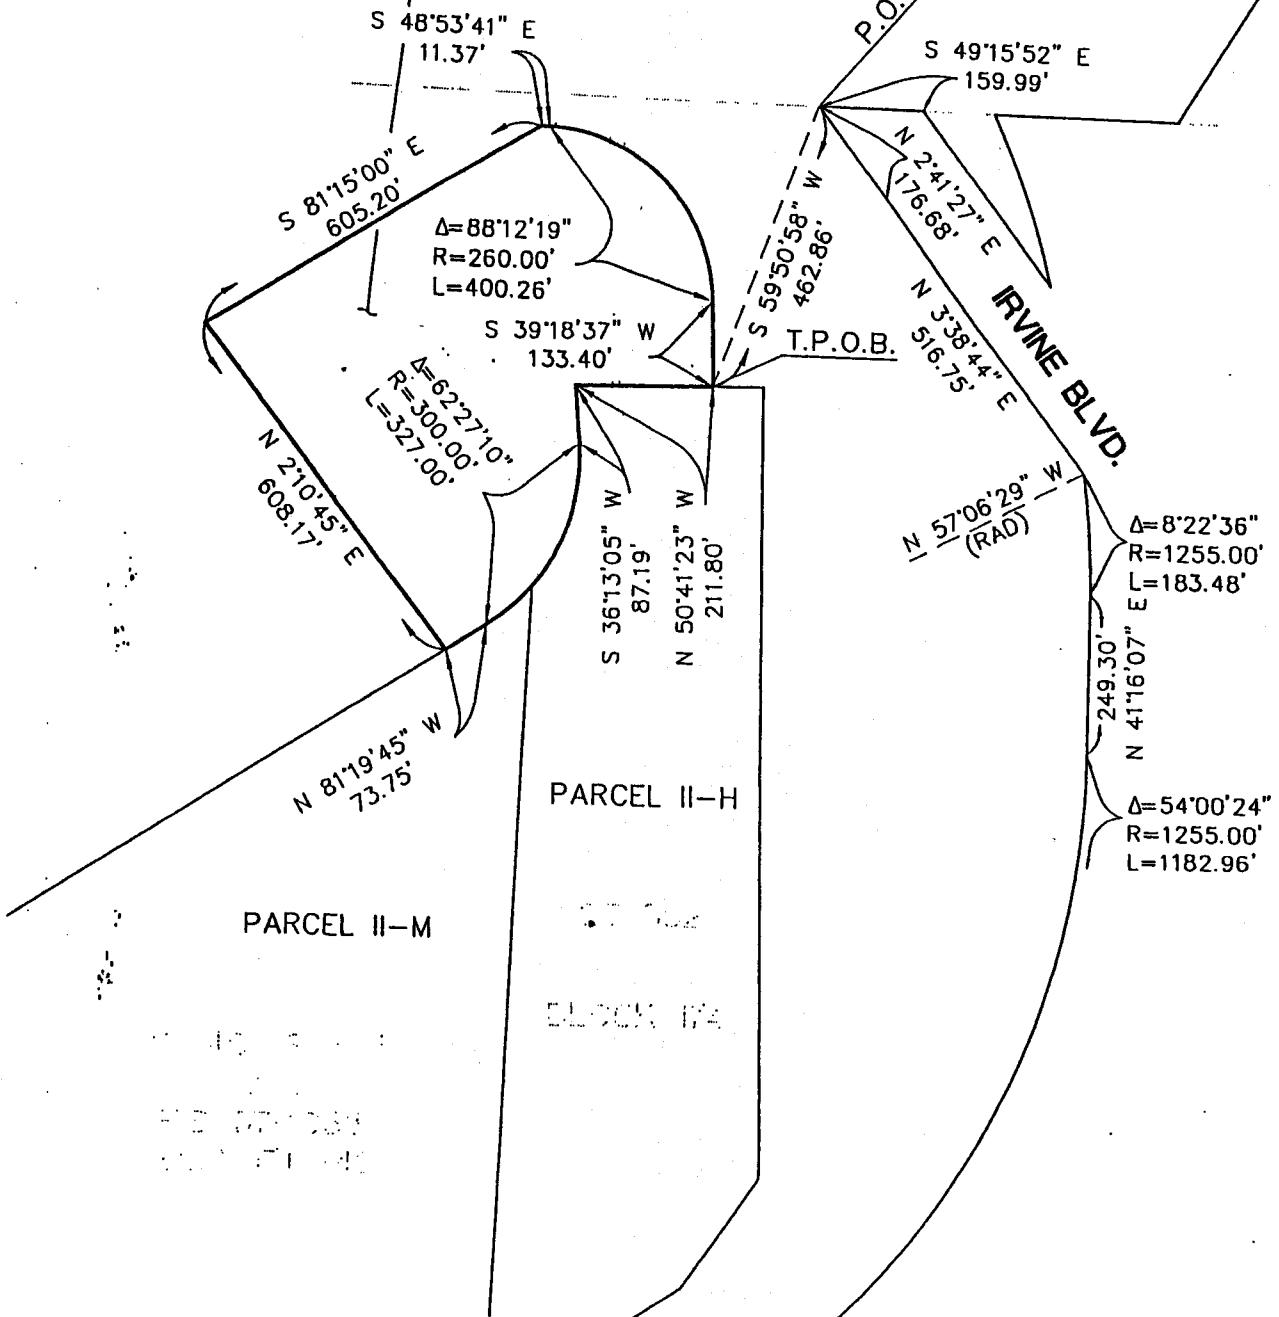 S 48°53'41" E
11.37'
P.O.
S 49°15'52" E
159.99'
S 81°15'00" E
605.20'
Δ=88°12'19"
R=260.00'
L=400.26'
S 39°18'37" W
133.40'
S 59°50'58" W
462.86'
T.P.O.B.
N 2°41'27" E
176.68'
N 3°38'44" E
516.75'
IRVINE BLVD.
Δ=62°27'10"
R=300.00'
L=327.00'
N 2°10'45" E
608.17'
S 36°13'05" W
87.19'
N 50°41'23" W
211.80'
N 57°06'29" W
(RAD)
Δ=8°22'36"
R=1255.00'
L=183.48'
249.30'
N 41°16'07" E
N 81°19'45" W
73.75'
PARCEL II-H
Δ=54°00'24"
R=1255.00'
L=1182.96'
PARCEL II-M
BLOCK